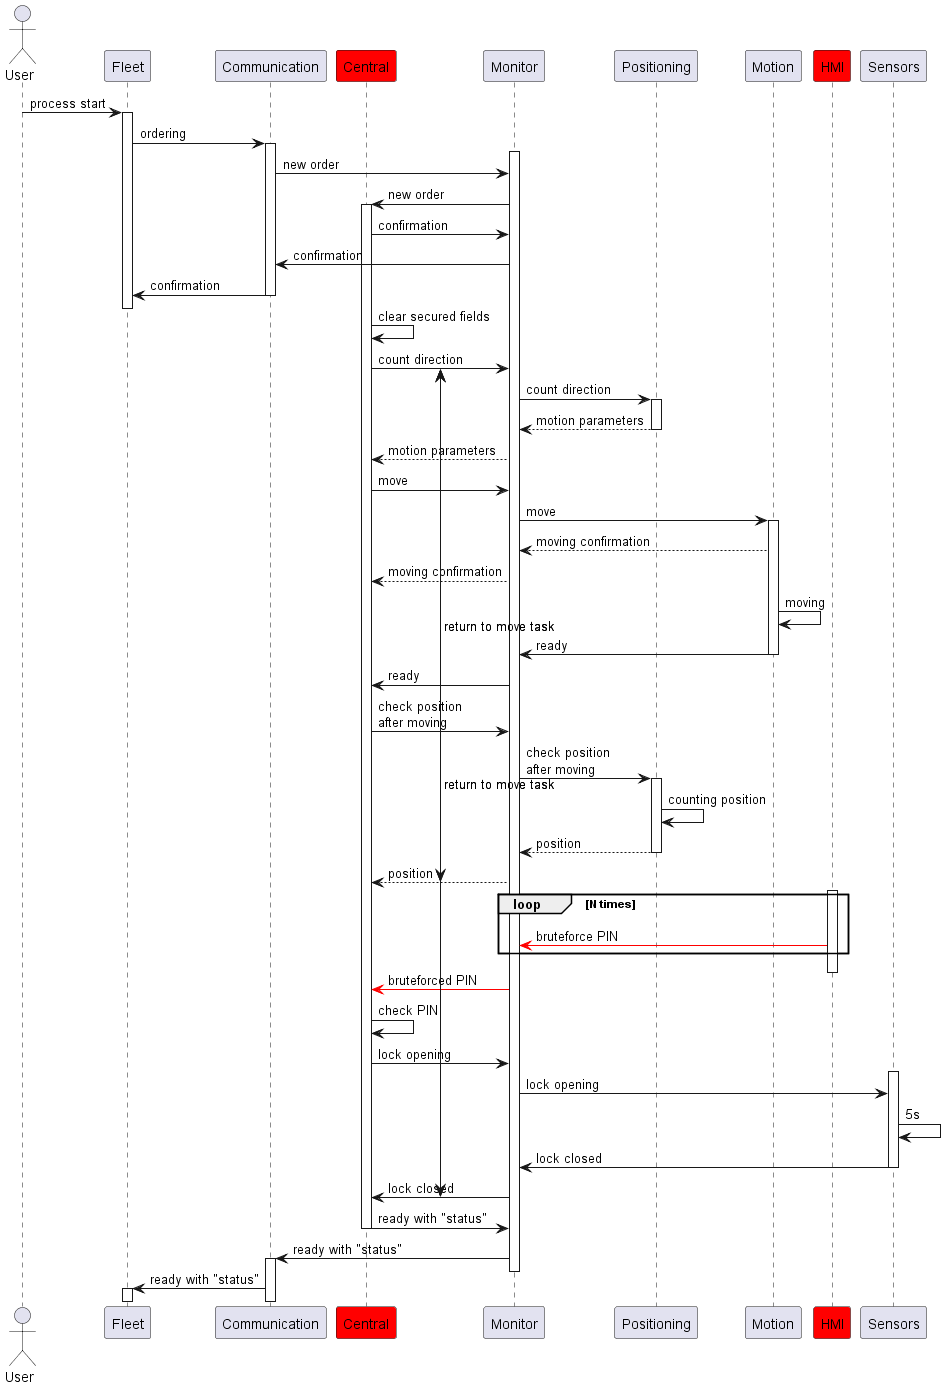 User
Fleet
Communication
Central
Monitor
Positioning
Motion
HMI
Sensors
process start
ordering
new order
new order
confirmation
confirmation
confirmation
clear secured fields
count direction
count direction
motion parameters
motion parameters
move
move
moving confirmation
moving confirmation
moving
return to move task
ready
ready
check position
after moving
check position
after moving
return to move task
counting position
position
position
loop
[N times]
bruteforce PIN
bruteforced PIN
check PIN
lock opening
lock opening
5s
lock closed
lock closed
ready with "status"
ready with "status"
ready with "status"
Fleet
Communication
Central
Monitor
Positioning
Motion
HMI
Sensors
User